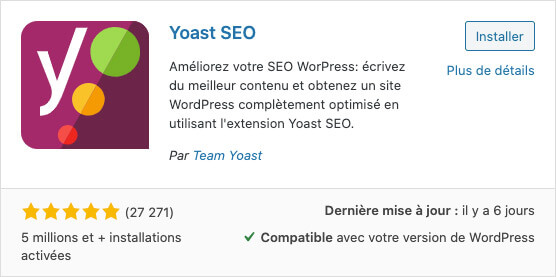 Yoast SEO
Installer
Plus de détails
Améliorez votre SEO WorPress: écrivez
du meilleur contenu et obtenez un site
WordPress complètement optimisé en
utilisant l'extension Yoast SEO.
Par Team Yoast
y
(27 271)
5 millions et + installations
activées
Dernière mise à jour : il y a 6 jours
Compatible avec votre version de WordPress